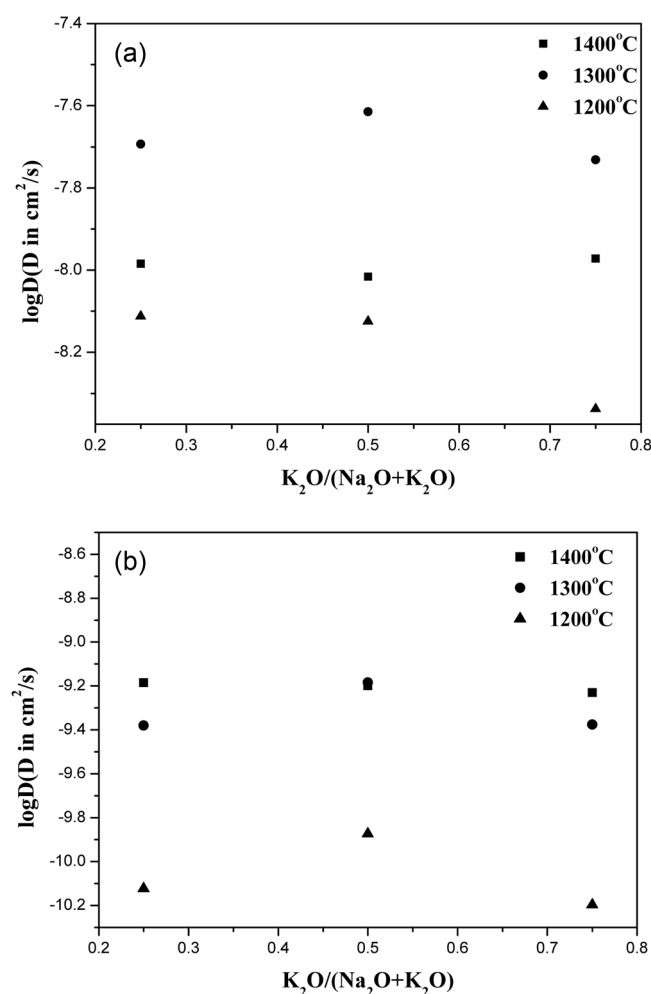 (a)
1400°C
1300°C
1200°C
-7.4
-7.6
-7.8
-8.0
-8.2
logD(D in cm²/s)
0.2 0.3 0.4 0.5 0.6 0.7 0.8
K₂O/(Na₂O+K₂O)
(b)
1400°C
1300°C
1200°C
-8.6
-8.8
-9.0
-9.2
-9.4
-9.6
-9.8
-10.0
-10.2
logD(D in cm²/s)
0.2 0.3 0.4 0.5 0.6 0.7 0.8
K₂O/(Na₂O+K₂O)